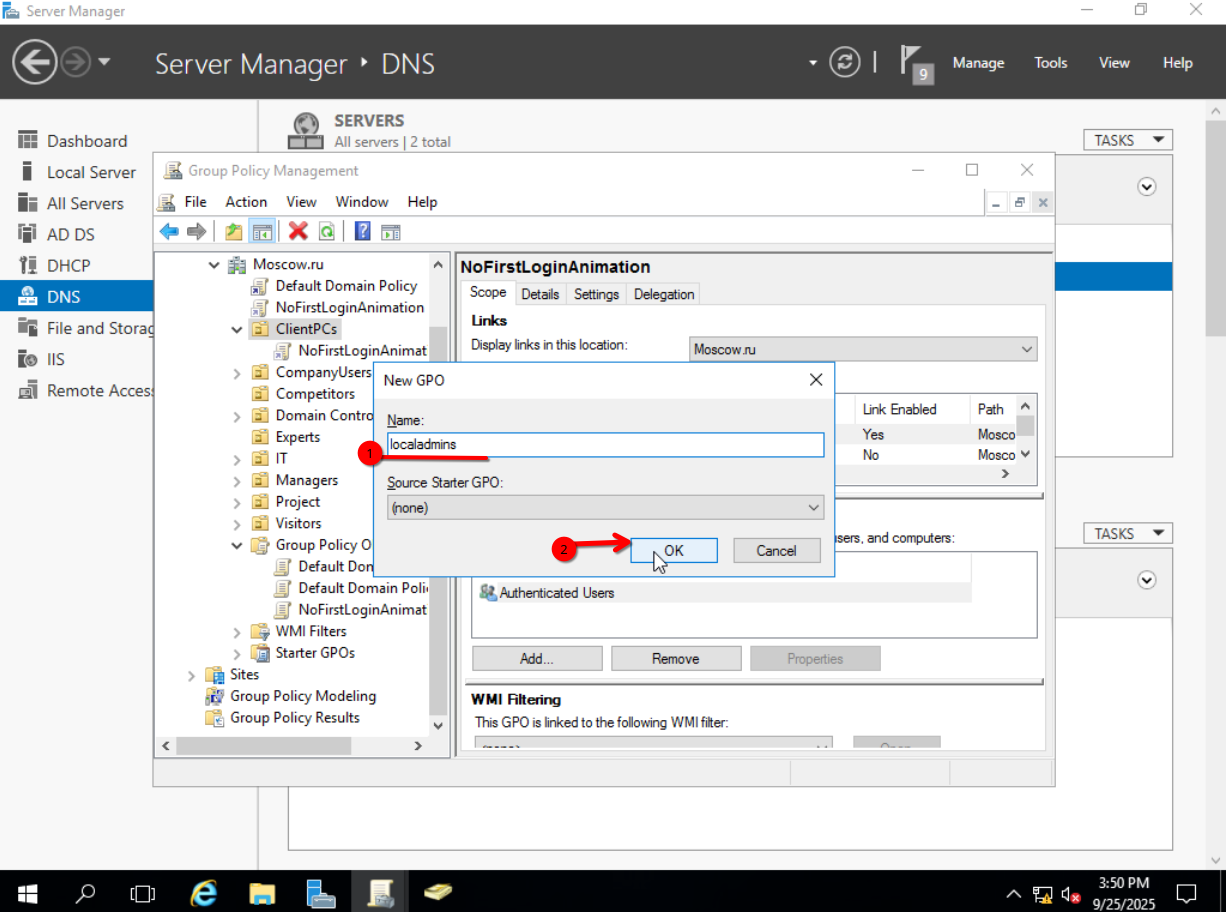 Server Manager
Server Manager ‣ DNS
9
Manage Tools View Help
Dashboard
Local Server
All Servers
AD DS
DHCP
DNS
File and Storag
IIS
Remote Access
SERVERS
All servers | 2 total
TASKS
Group Policy Management
File Action View Window Help
Moscow.ru
Default Domain Policy
NoFirstLoginAnimation
ClientPCs
NoFirstLoginAnimat
CompanyUsers
Competitors
Domain Contro
Experts
IT
Managers
Project
Visitors
Group Policy O
Default Don
Default Domain Poli
NoFirstLoginAnimat
WMI Filters
Starter GPOs
Sites
Group Policy Modeling
Group Policy Results
NoFirstLoginAnimation
Scope Details Settings Delegation
Links
Display links in this location: Moscow.ru
Link Enabled Path
Yes Mosco
No Mosco
New GPO
Name:
localadmins
1
Source Starter GPO:
(none)
2
OK Cancel
users, and computers:
Authenticated Users
Add... Remove Properties
WMI Filtering
This GPO is linked to the following WMI filter:
(none) Open
TASKS
3:50 PM
9/25/2025